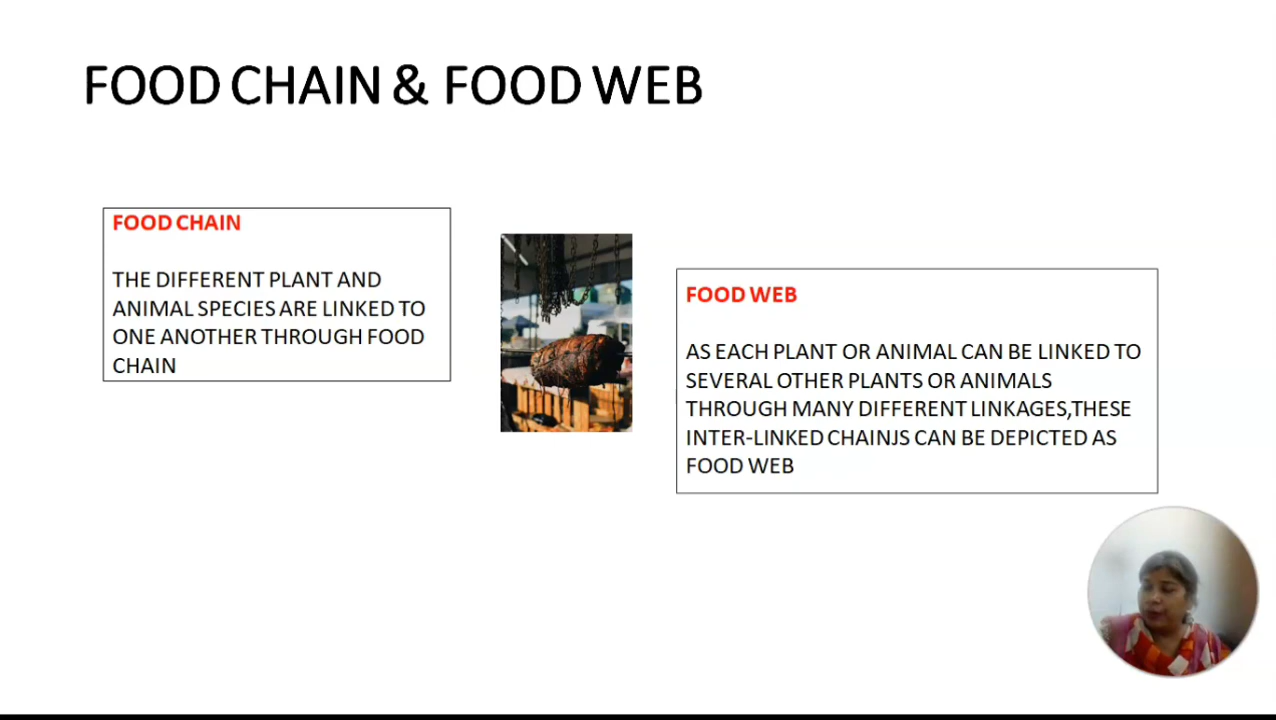 FOOD CHAIN & FOOD WEB
FOOD CHAIN
THE DIFFERENT PLANT AND
ANIMAL SPECIES ARE LINKED TO
ONE ANOTHER THROUGH FOOD
CHAIN
FOOD WEB
AS EACH PLANT OR ANIMAL CAN BE LINKED TO
SEVERAL OTHER PLANTS OR ANIMALS
THROUGH MANY DIFFERENT LINKAGES,THESE
INTER-LINKED CHAINJS CAN BE DEPICTED AS
FOOD WEB